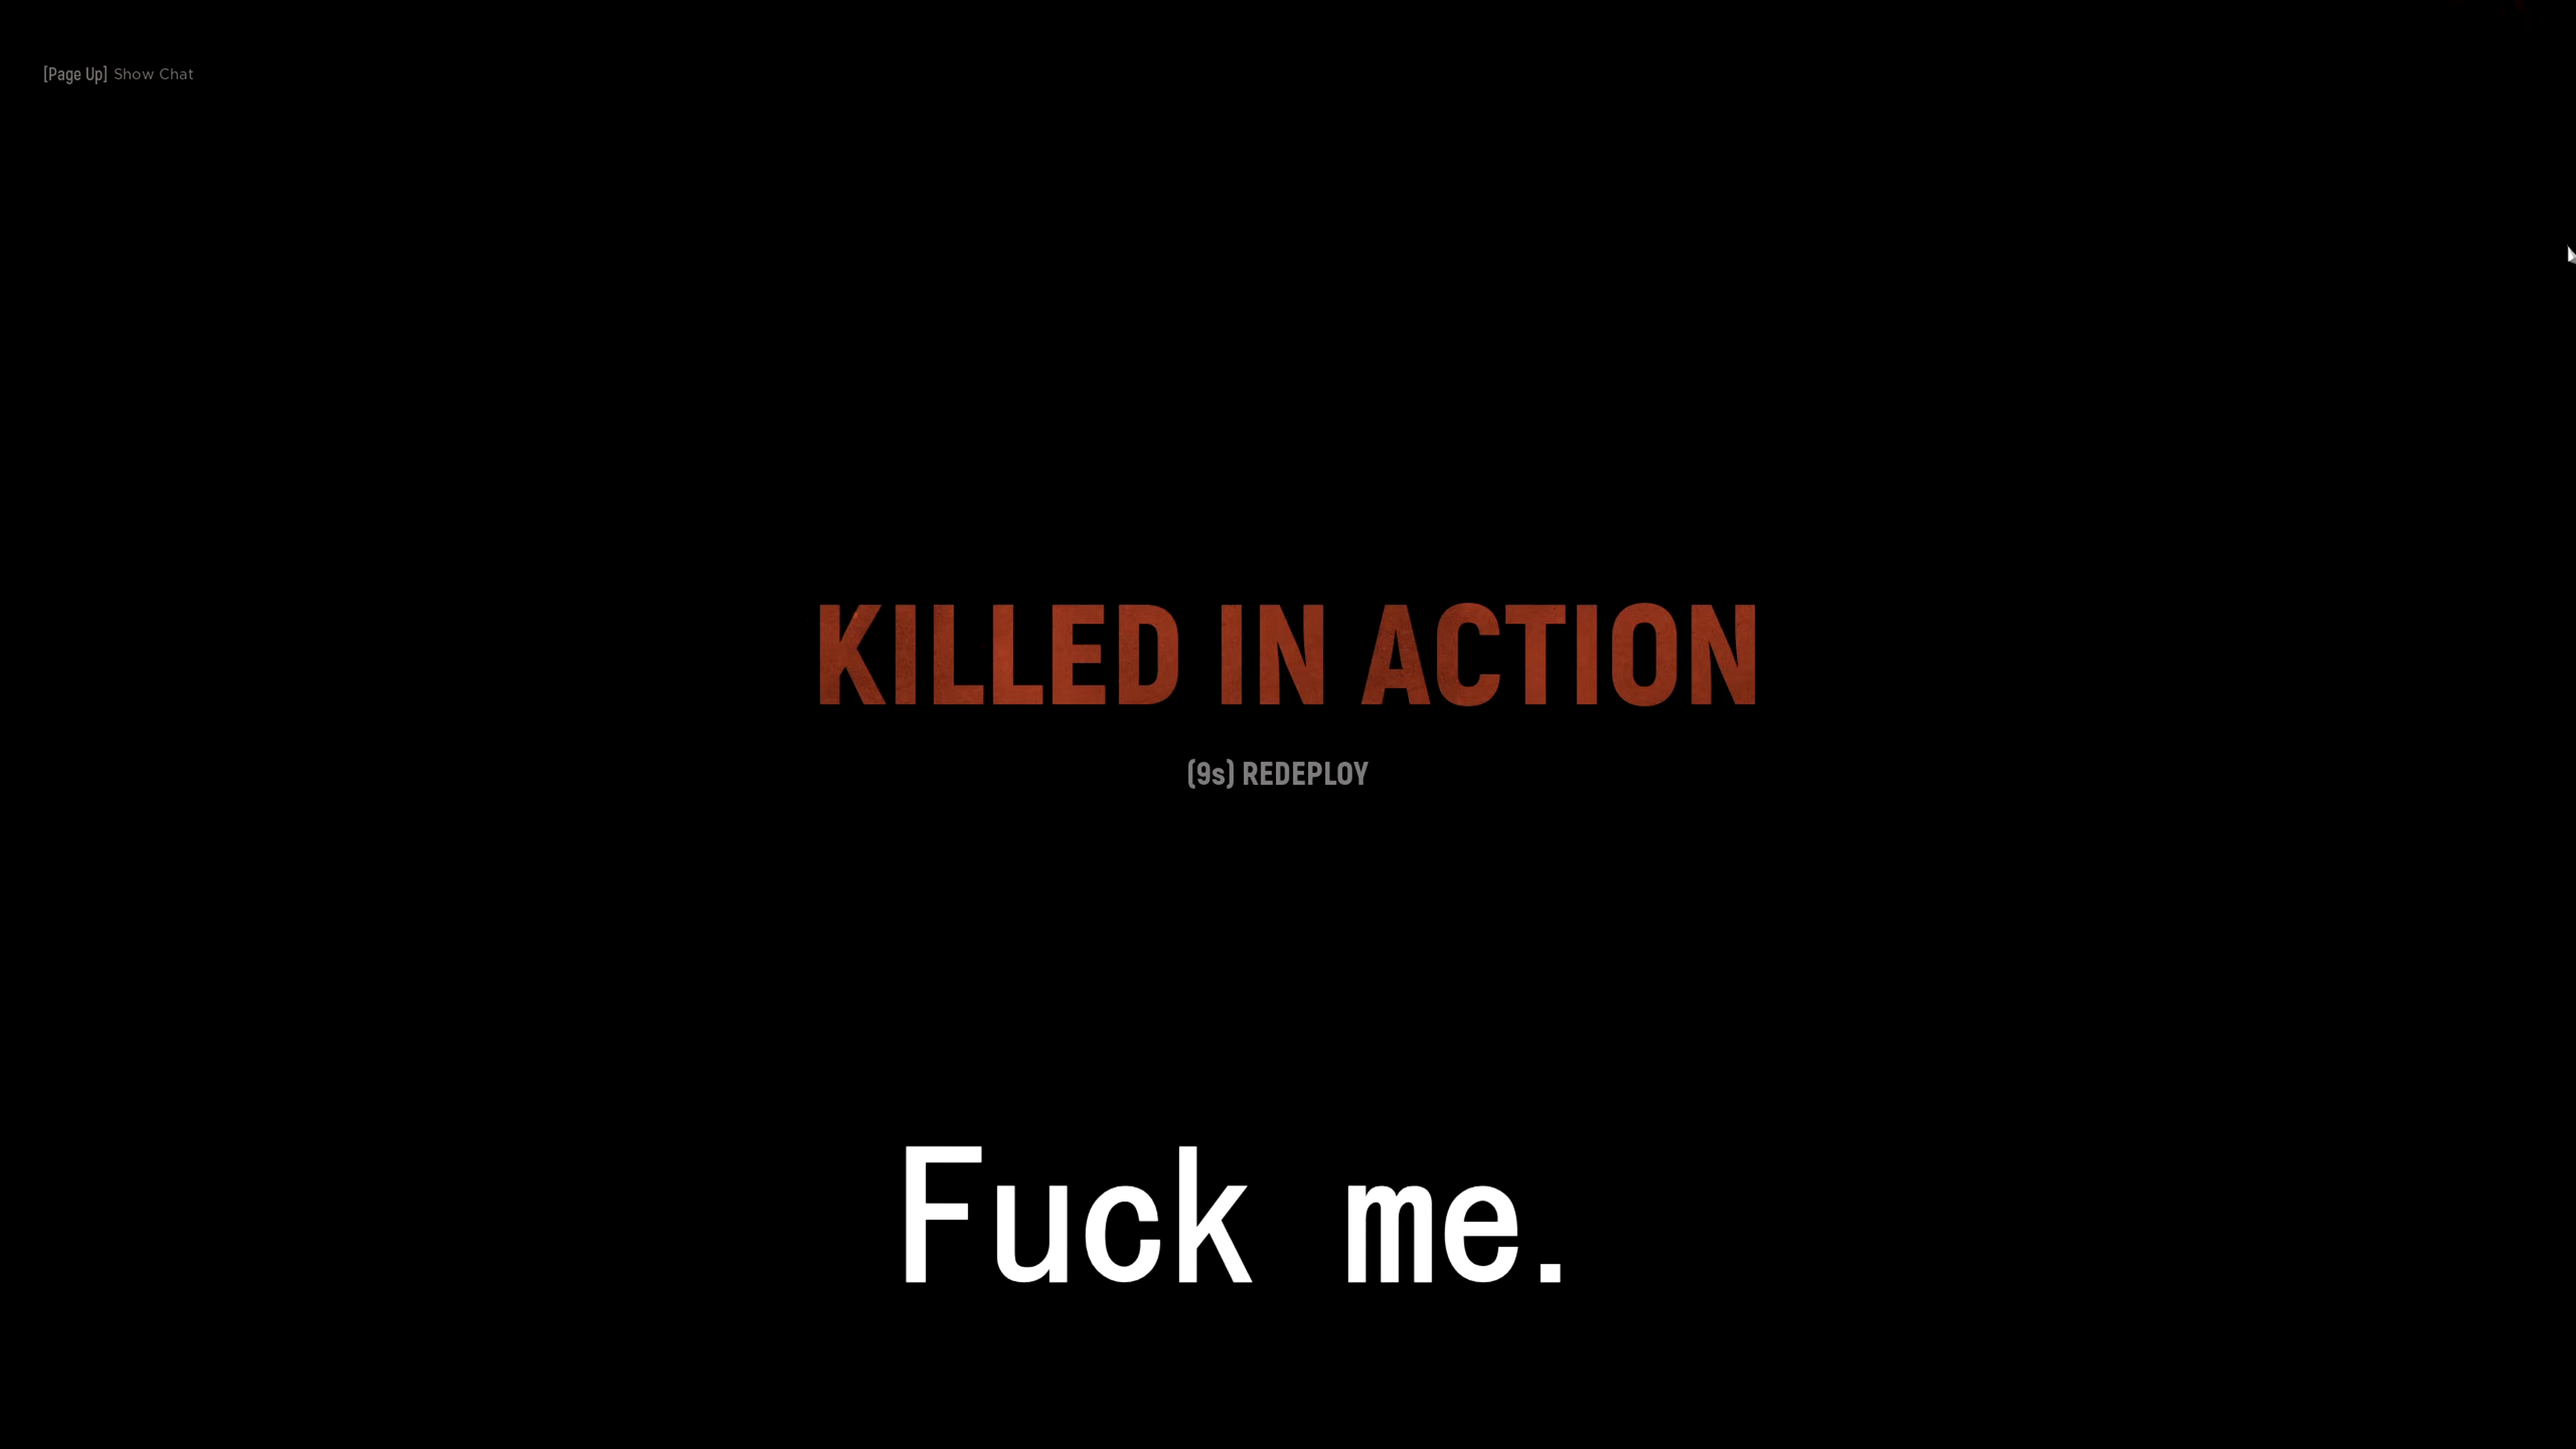 [Page Up] Show Chat
KILLED IN ACTION
(9s) REDEPLOY
Fuck me.